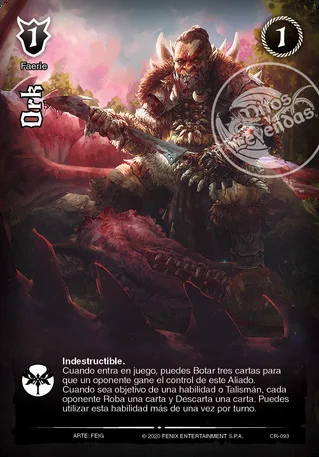 1
1
Faerie
Ork
Mitos y Leyendas.
Indestructible.
Cuando entra en juego, puedes Botar tres cartas para
que un oponente gane el control de este Aliado.
Cuando sea objetivo de una habilidad o Talismán, cada
oponente Roba una carta y Descarta una carta. Puedes
utilizar esta habilidad más de una vez por turno.
ARTE: FEIG
© 2020 FENIX ENTERTAINMENT S.P.A.
CR-093